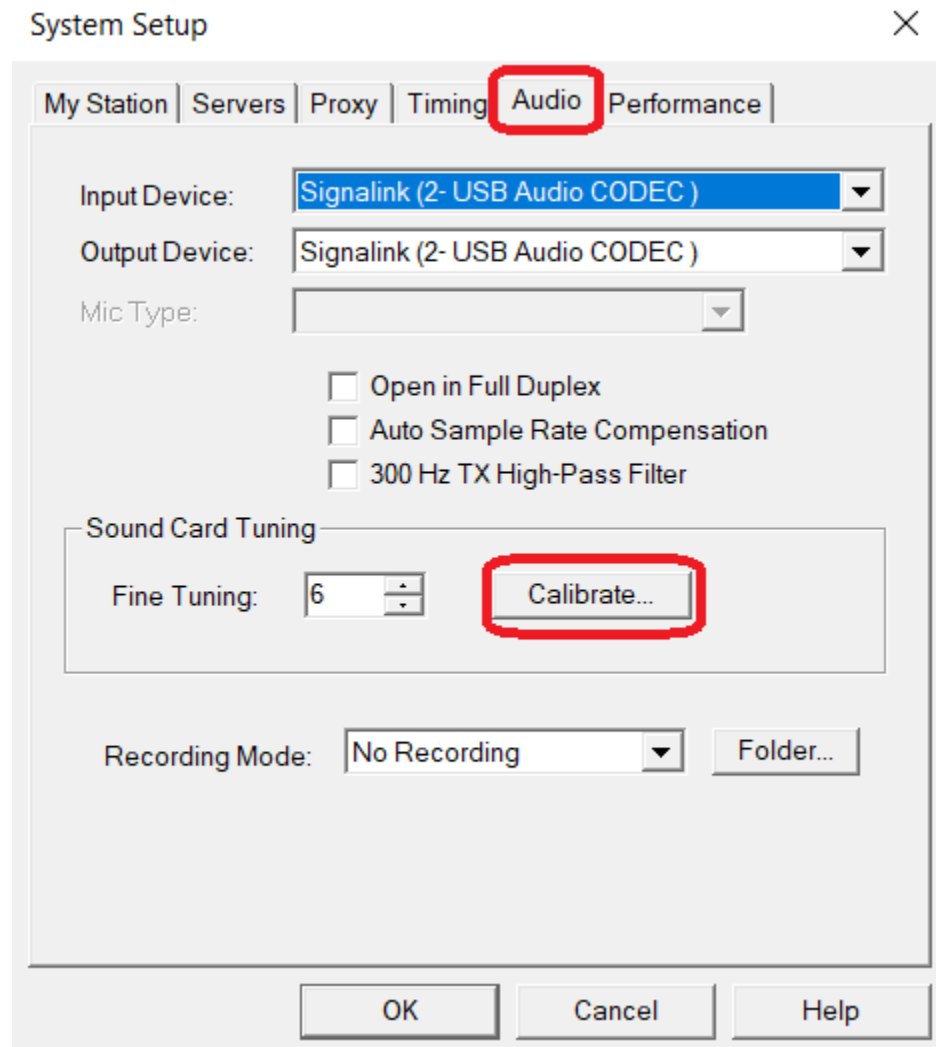 System Setup
My Station Servers Proxy Timing Audio Performance
Input Device: Signalink (2- USB Audio CODEC )
Output Device: Signalink (2- USB Audio CODEC )
Mic Type:
Open in Full Duplex
Auto Sample Rate Compensation
300 Hz TX High-Pass Filter
Sound Card Tuning
Fine Tuning: 6 Calibrate...
Recording Mode: No Recording Folder...
OK Cancel Help